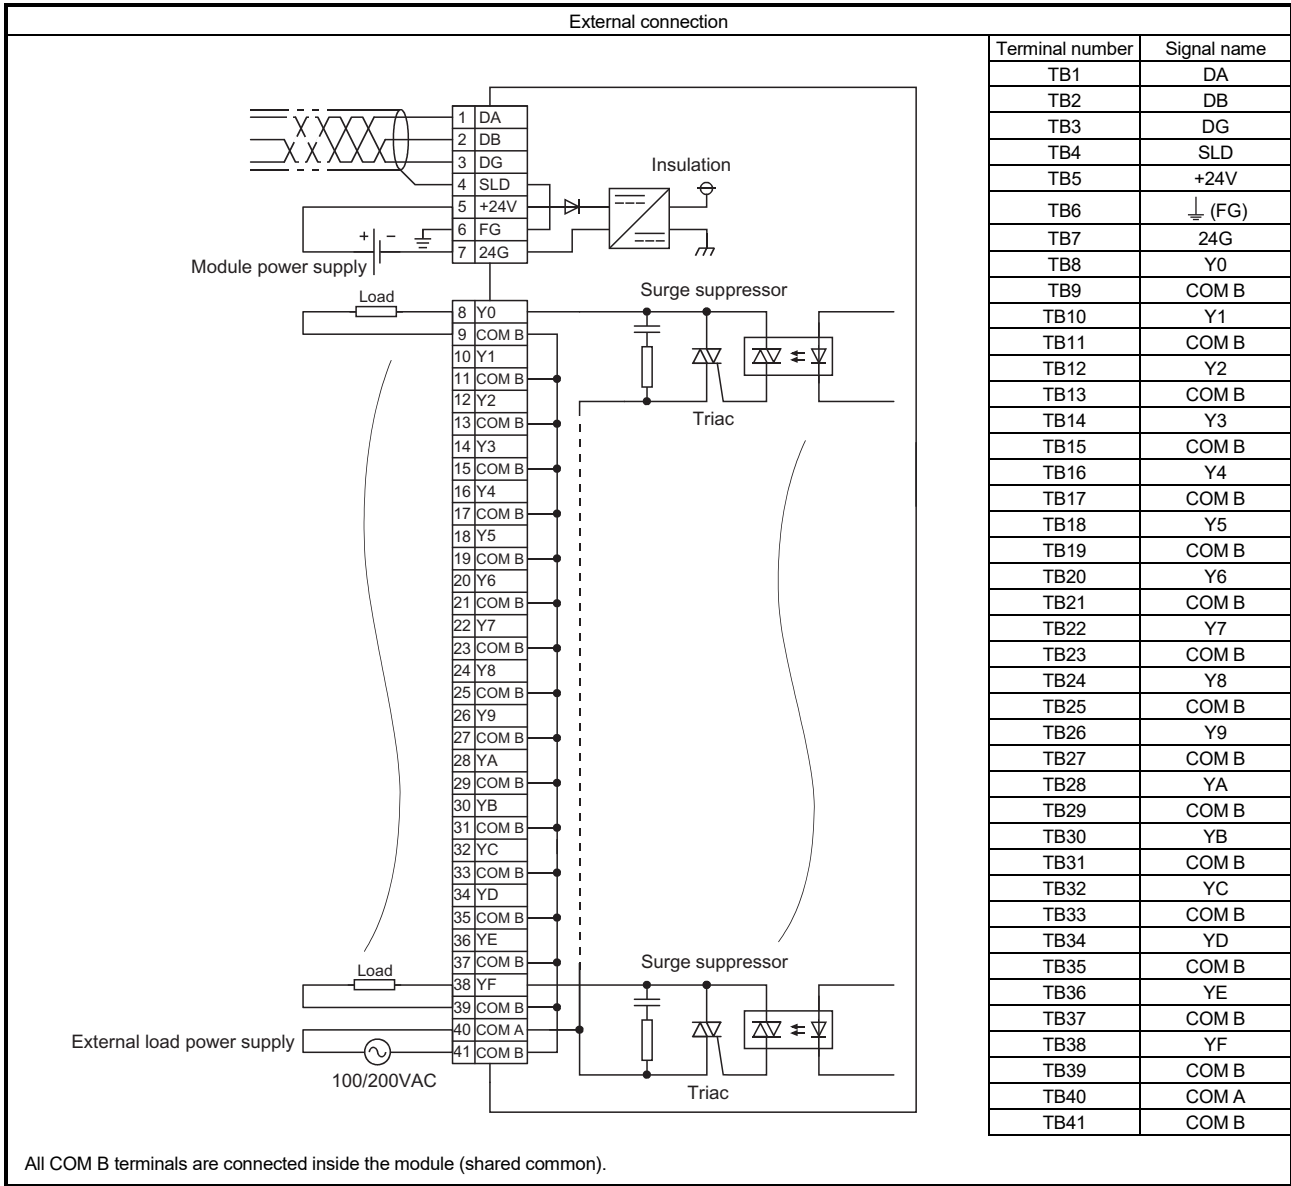 External connection
Terminal number Signal name
TB1 DA
TB2 DB
TB3 DG
TB4 SLD
TB5 +24V
TB6 ⏚ (FG)
TB7 24G
TB8 Y0
TB9 COM B
TB10 Y1
TB11 COM B
TB12 Y2
TB13 COM B
TB14 Y3
TB15 COM B
TB16 Y4
TB17 COM B
TB18 Y5
TB19 COM B
TB20 Y6
TB21 COM B
TB22 Y7
TB23 COM B
TB24 Y8
TB25 COM B
TB26 Y9
TB27 COM B
TB28 YA
TB29 COM B
TB30 YB
TB31 COM B
TB32 YC
TB33 COM B
TB34 YD
TB35 COM B
TB36 YE
TB37 COM B
TB38 YF
TB39 COM B
TB40 COM A
TB41 COM B
1 DA
2 DB
3 DG
4 SLD
5 +24V
6 FG
7 24G
Insulation
+ −
Module power supply
Load
Surge suppressor
8 Y0
9 COM B
10 Y1
11 COM B
12 Y2
13 COM B
Triac
14 Y3
15 COM B
16 Y4
17 COM B
18 Y5
19 COM B
20 Y6
21 COM B
22 Y7
23 COM B
24 Y8
25 COM B
26 Y9
27 COM B
28 YA
29 COM B
30 YB
31 COM B
32 YC
33 COM B
34 YD
35 COM B
36 YE
37 COM B
Load
Surge suppressor
38 YF
39 COM B
40 COM A
41 COM B
External load power supply
100/200VAC
Triac
All COM B terminals are connected inside the module (shared common).